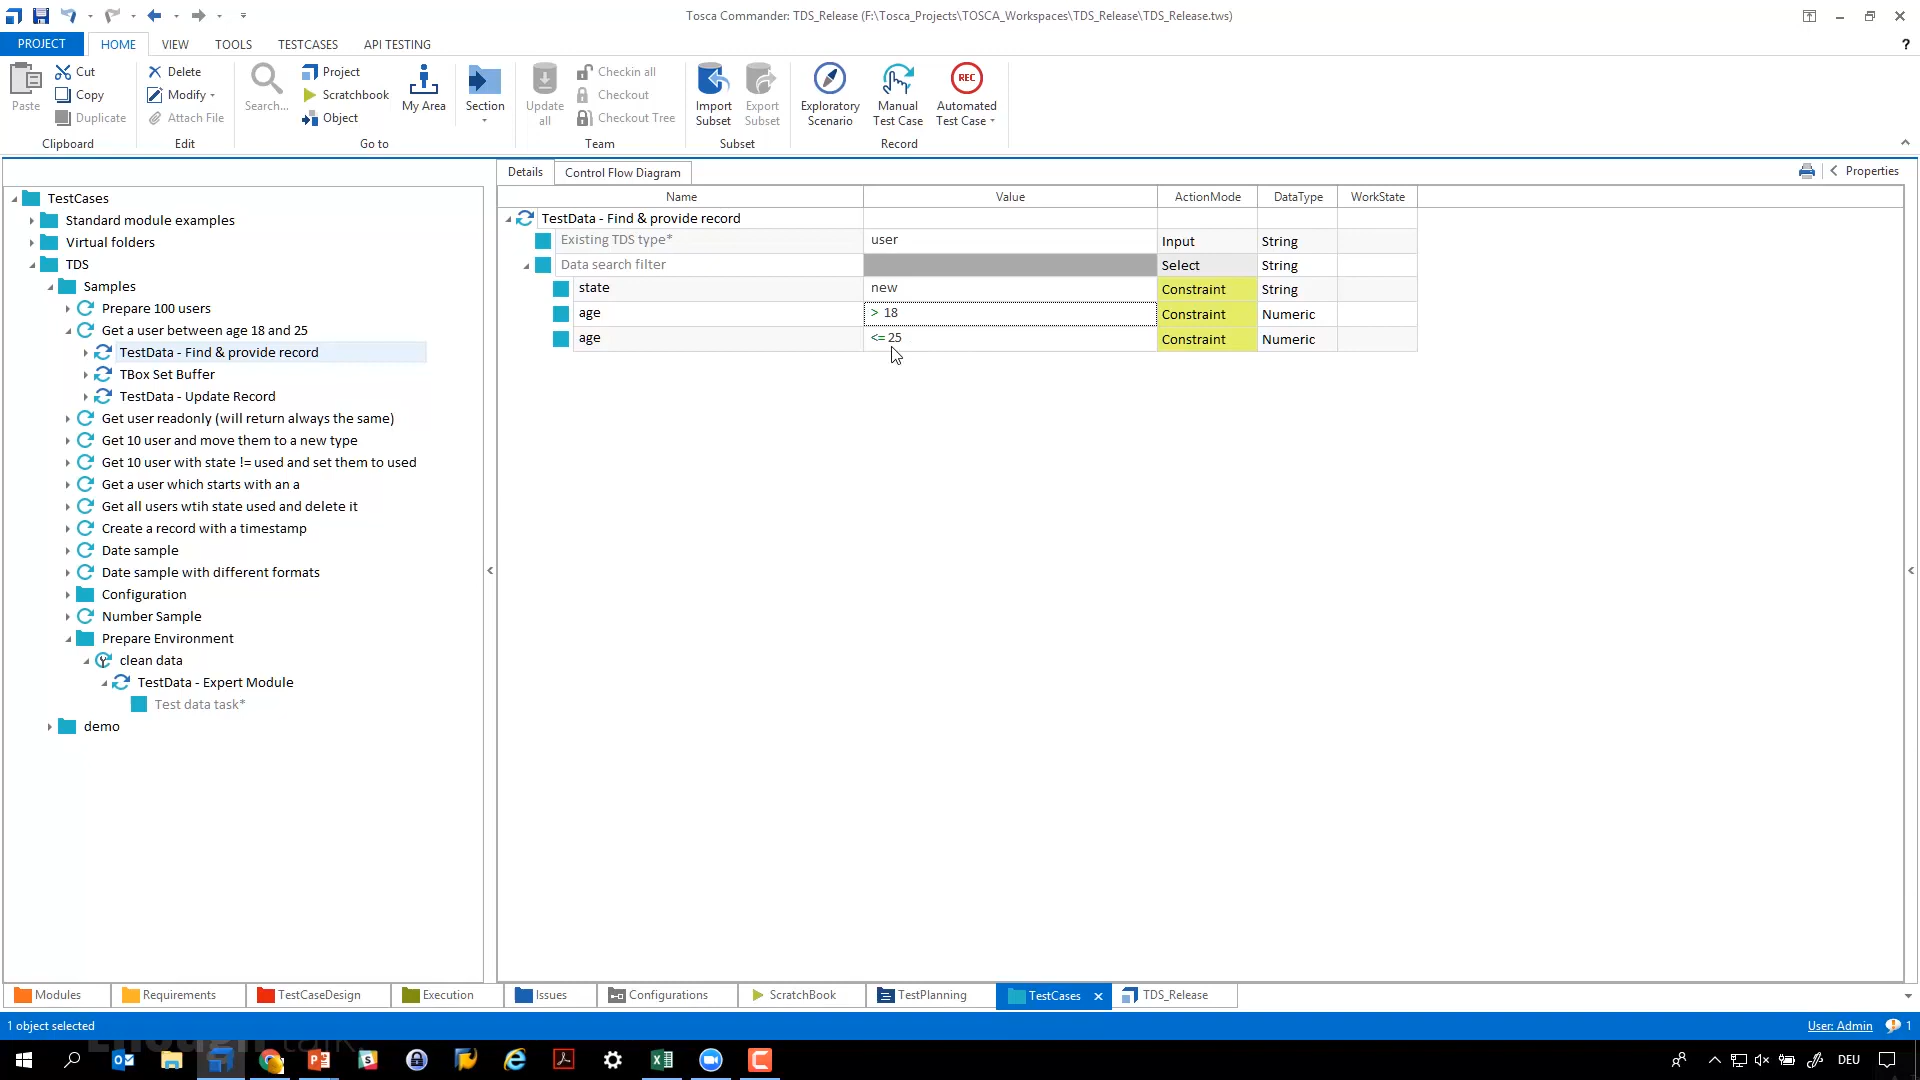 Tosca Commander: TDS_Release (F:\Tosca_Projects\TOSCA_Workspaces\TDS_Release\TDS_Release.tws)
PROJECT HOME VIEW TOOLS TESTCASES API TESTING ?
Paste
Cut
Copy
Duplicate
Clipboard
Delete
Modify
Attach File
Edit
Search...
Project
Scratchbook
Object
My Area
Go to
Section
Update all
Checkin all
Checkout
Checkout Tree
Team
Import Subset
Export Subset
Subset
Exploratory Scenario
Manual Test Case
REC
Automated Test Case
Record
TestCases
Standard module examples
Virtual folders
TDS
Samples
Prepare 100 users
Get a user between age 18 and 25
TestData - Find & provide record
TBox Set Buffer
TestData - Update Record
Get user readonly (will return always the same)
Get 10 user and move them to a new type
Get 10 user with state != used and set them to used
Get a user which starts with an a
Get all users wtih state used and delete it
Create a record with a timestamp
Date sample
Date sample with different formats
Configuration
Number Sample
Prepare Environment
clean data
TestData - Expert Module
Test data task*
demo
Details Control Flow Diagram Properties
Name Value ActionMode DataType WorkState
TestData - Find & provide record
Existing TDS type* user Input String
Data search filter Select String
state new Constraint String
age > 18 Constraint Numeric
age <= 25 Constraint Numeric
Modules Requirements TestCaseDesign Execution Issues Configurations ScratchBook TestPlanning TestCases TDS_Release
1 object selected User: Admin 1
DEU